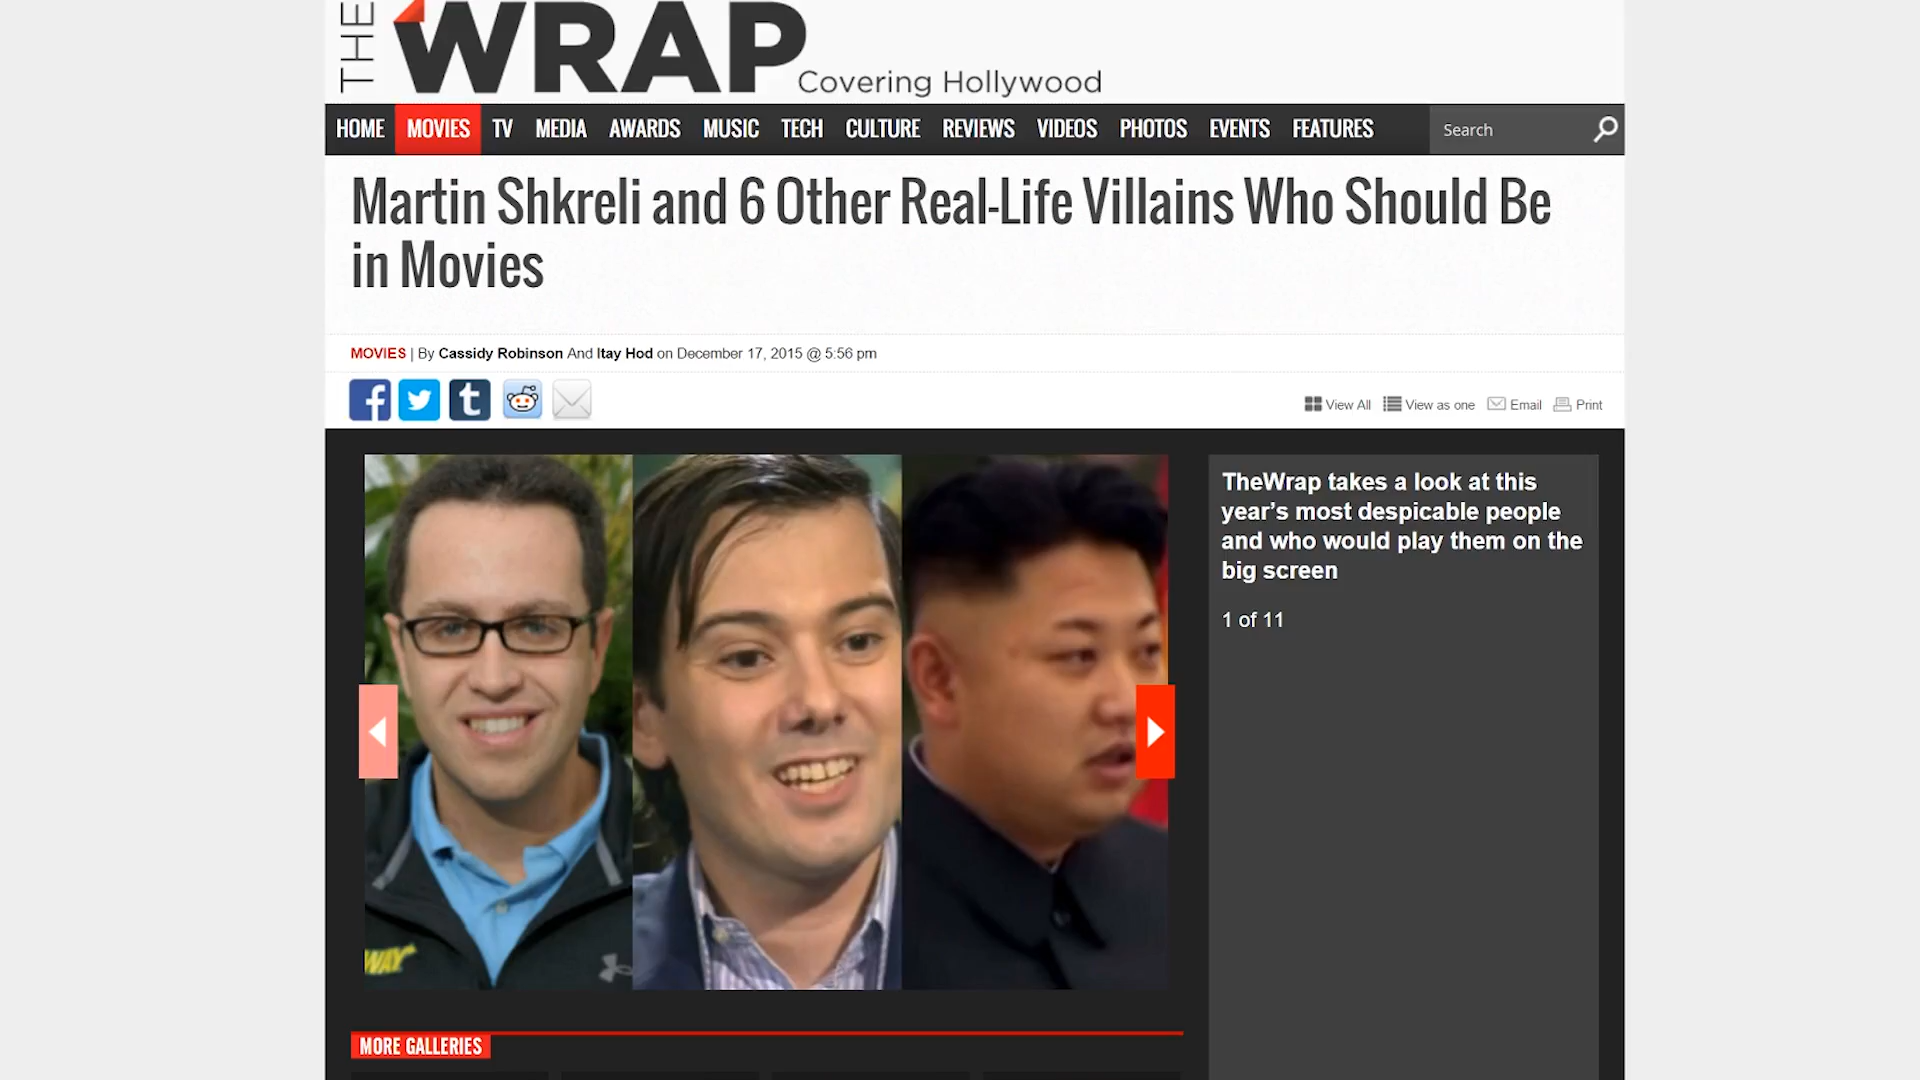 THE WRAP
Covering Hollywood
HOME MOVIES TV MEDIA AWARDS MUSIC TECH CULTURE REVIEWS VIDEOS PHOTOS EVENTS FEATURES Search
Martin Shkreli and 6 Other Real-Life Villains Who Should Be
in Movies
MOVIES | By Cassidy Robinson And Itay Hod on December 17, 2015 @ 5:56 pm
f t
View All View as one Email Print
TheWrap takes a look at this
year's most despicable people
and who would play them on the
big screen
1 of 11
WAY
MORE GALLERIES